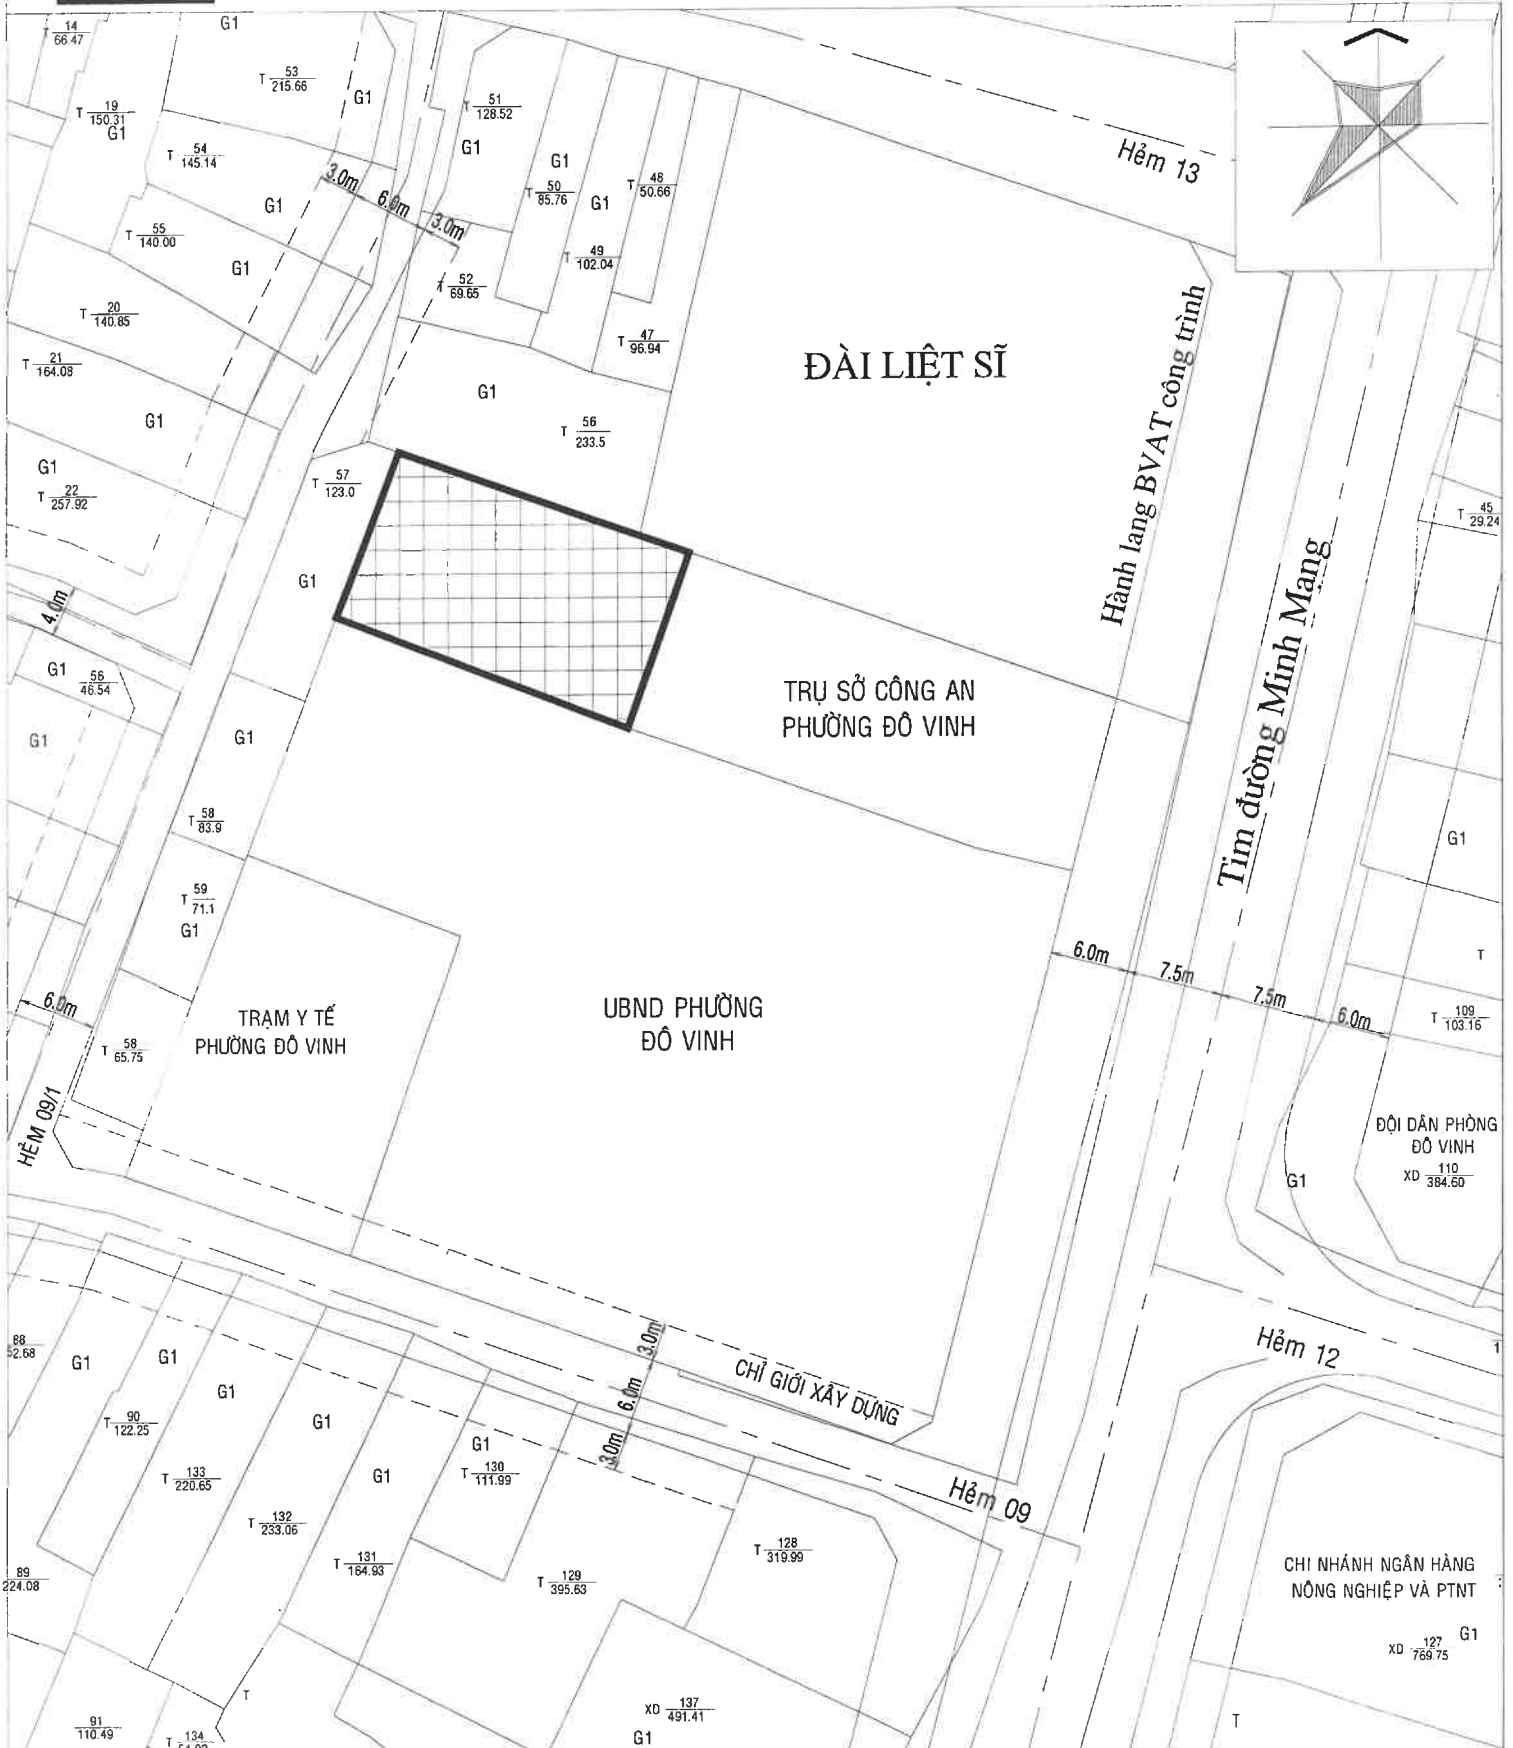 T 14
66.47
G1
T 53
215.66
G1
T 19
150.31
G1
T 51
128.52
G1
T 54
145.14
G1
G1
T 50
85.76
G1
T 48
50.66
Hẻm 13
3.0m
6.0m
3.0m
G1
T 55
140.00
G1
T 49
102.04
T 52
69.65
T 20
140.85
T 47
96.94
T 21
164.08
ĐÀI LIỆT SĨ
Hành lang BVAT công trình
G1
G1
T 56
233.5
G1
T 22
257.92
T 57
123.0
T 45
29.24
G1
4.0m
Tim đường Minh Mạng
G1
56
46.54
TRỤ SỞ CÔNG AN
PHƯỜNG ĐÔ VINH
G1
G1
T 58
83.9
G1
T 59
71.1
G1
6.0m
7.5m
7.5m
6.0m
T
T 109
103.16
6.0m
TRẠM Y TẾ
PHƯỜNG ĐÔ VINH
UBND PHƯỜNG
ĐÔ VINH
T 58
65.75
HẺM 09/1
ĐỘI DÂN PHÒNG
ĐÔ VINH
XD 110
384.60
G1
88
52.68
G1
G1
G1
3.0m
6.0m
3.0m
CHỈ GIỚI XÂY DỰNG
Hẻm 12
1
T 90
122.25
G1
G1
G1
T 133
220.65
T 130
111.99
Hẻm 09
T 132
233.06
T 131
164.93
T 128
319.99
89
224.08
T 129
395.63
CHI NHÁNH NGÂN HÀNG
NÔNG NGHIỆP VÀ PTNT
G1
XD 127
769.75
T
XD 137
491.41
G1
T
91
110.49
T 134